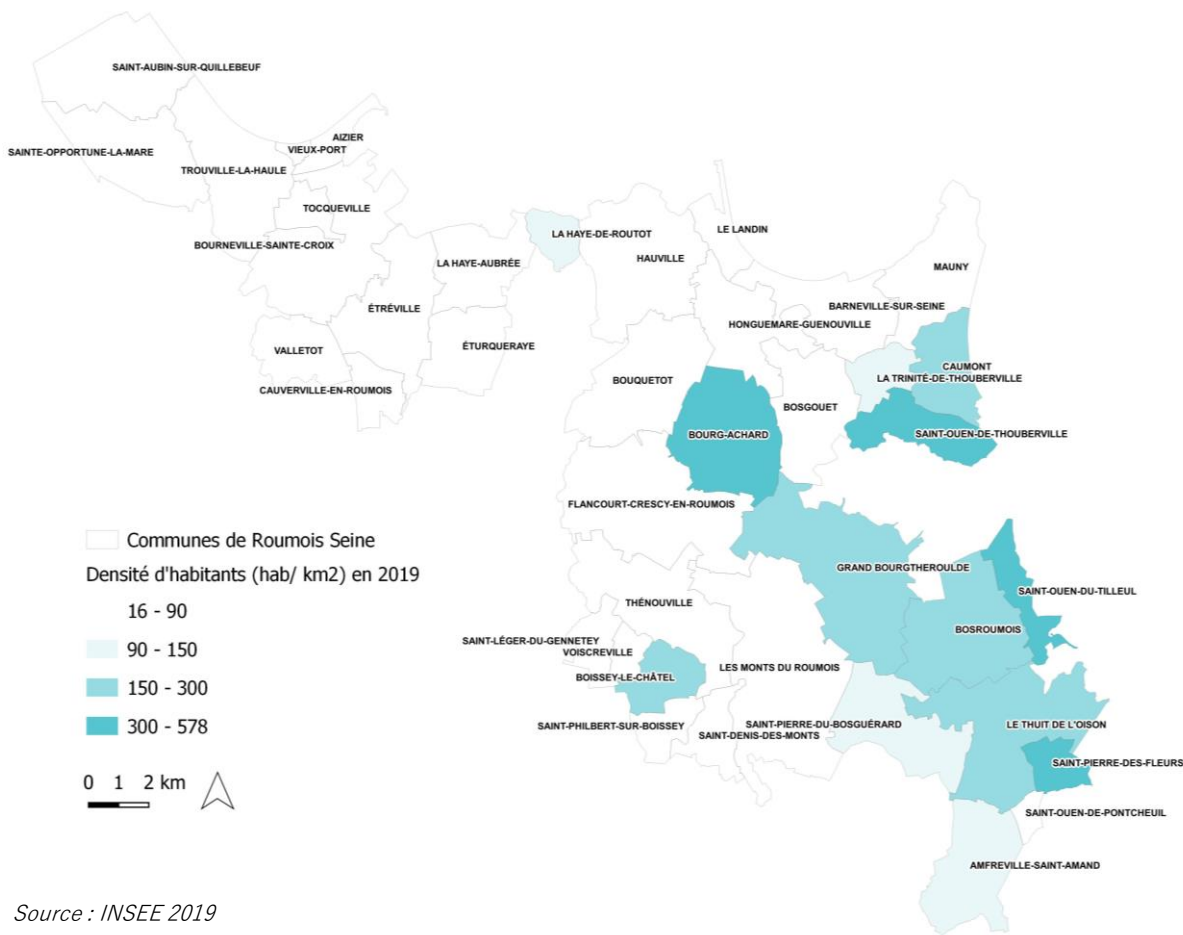 SAINT-AUBIN-SUR-QUILLEBEUF
AIZIER
VIEUX-PORT
SAINTE-OPPORTUNE-LA-MARE
TROUVILLE-LA-HAULE
TOCQUEVILLE
LE LANDIN
LA HAYE-DE-ROUTOT
BOURNEVILLE-SAINTE-CROIX
HAUVILLE
LA HAYE-AUBRÉE
MAUNY
BARNEVILLE-SUR-SEINE
ÉTRÉVILLE
HONGUEMARE-GUENOUVILLE
ÉTURQUERAYE
VALLETOT
CAUMONT
BOUQUETOT
LA TRINITÉ-DE-THOUBERVILLE
CAUVERVILLE-EN-ROUMOIS
BOSGOUET
BOURG-ACHARD
SAINT-OUEN-DE-THOUBERVILLE
FLANCOURT-CRESCY-EN-ROUMOIS
GRAND BOURGTHEROULDE
SAINT-OUEN-DU-TILLEUL
THÉNOUVILLE
BOSROUMOIS
SAINT-LÉGER-DU-GENNETEY
VOISCREVILLE
LES MONTS DU ROUMOIS
BOISSEY-LE-CHÂTEL
SAINT-PHILBERT-SUR-BOISSEY
SAINT-PIERRE-DU-BOSGUÉRARD
LE THUIT DE L'OISON
SAINT-DENIS-DES-MONTS
SAINT-PIERRE-DES-FLEURS
SAINT-OUEN-DE-PONTCHEUIL
AMFREVILLE-SAINT-AMAND
Communes de Roumois Seine
Densité d'habitants (hab/ km2) en 2019
16 - 90
90 - 150
150 - 300
300 - 578
0 1 2 km
Source : INSEE 2019